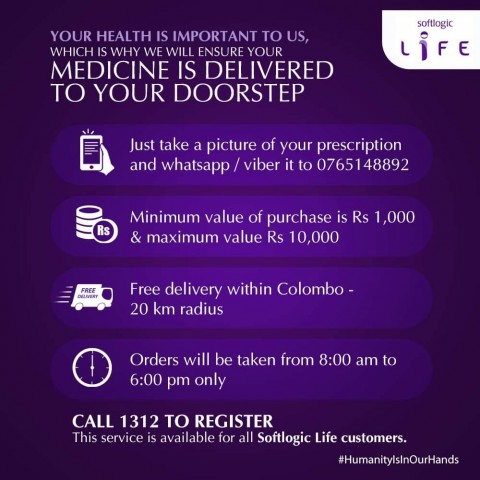 softlogic
LiFE
YOUR HEALTH IS IMPORTANT TO US,
WHICH IS WHY WE WILL ENSURE YOUR
MEDICINE IS DELIVERED
TO YOUR DOORSTEP
Just take a picture of your prescription
and whatsapp / viber it to 0765148892
Rs
Minimum value of purchase is Rs 1,000
& maximum value Rs 10,000
FREE
DELIVERY
Free delivery within Colombo -
20 km radius
Orders will be taken from 8:00 am to
6:00 pm only
CALL 1312 TO REGISTER
This service is available for all Softlogic Life customers.
#HumanityIsInOurHands